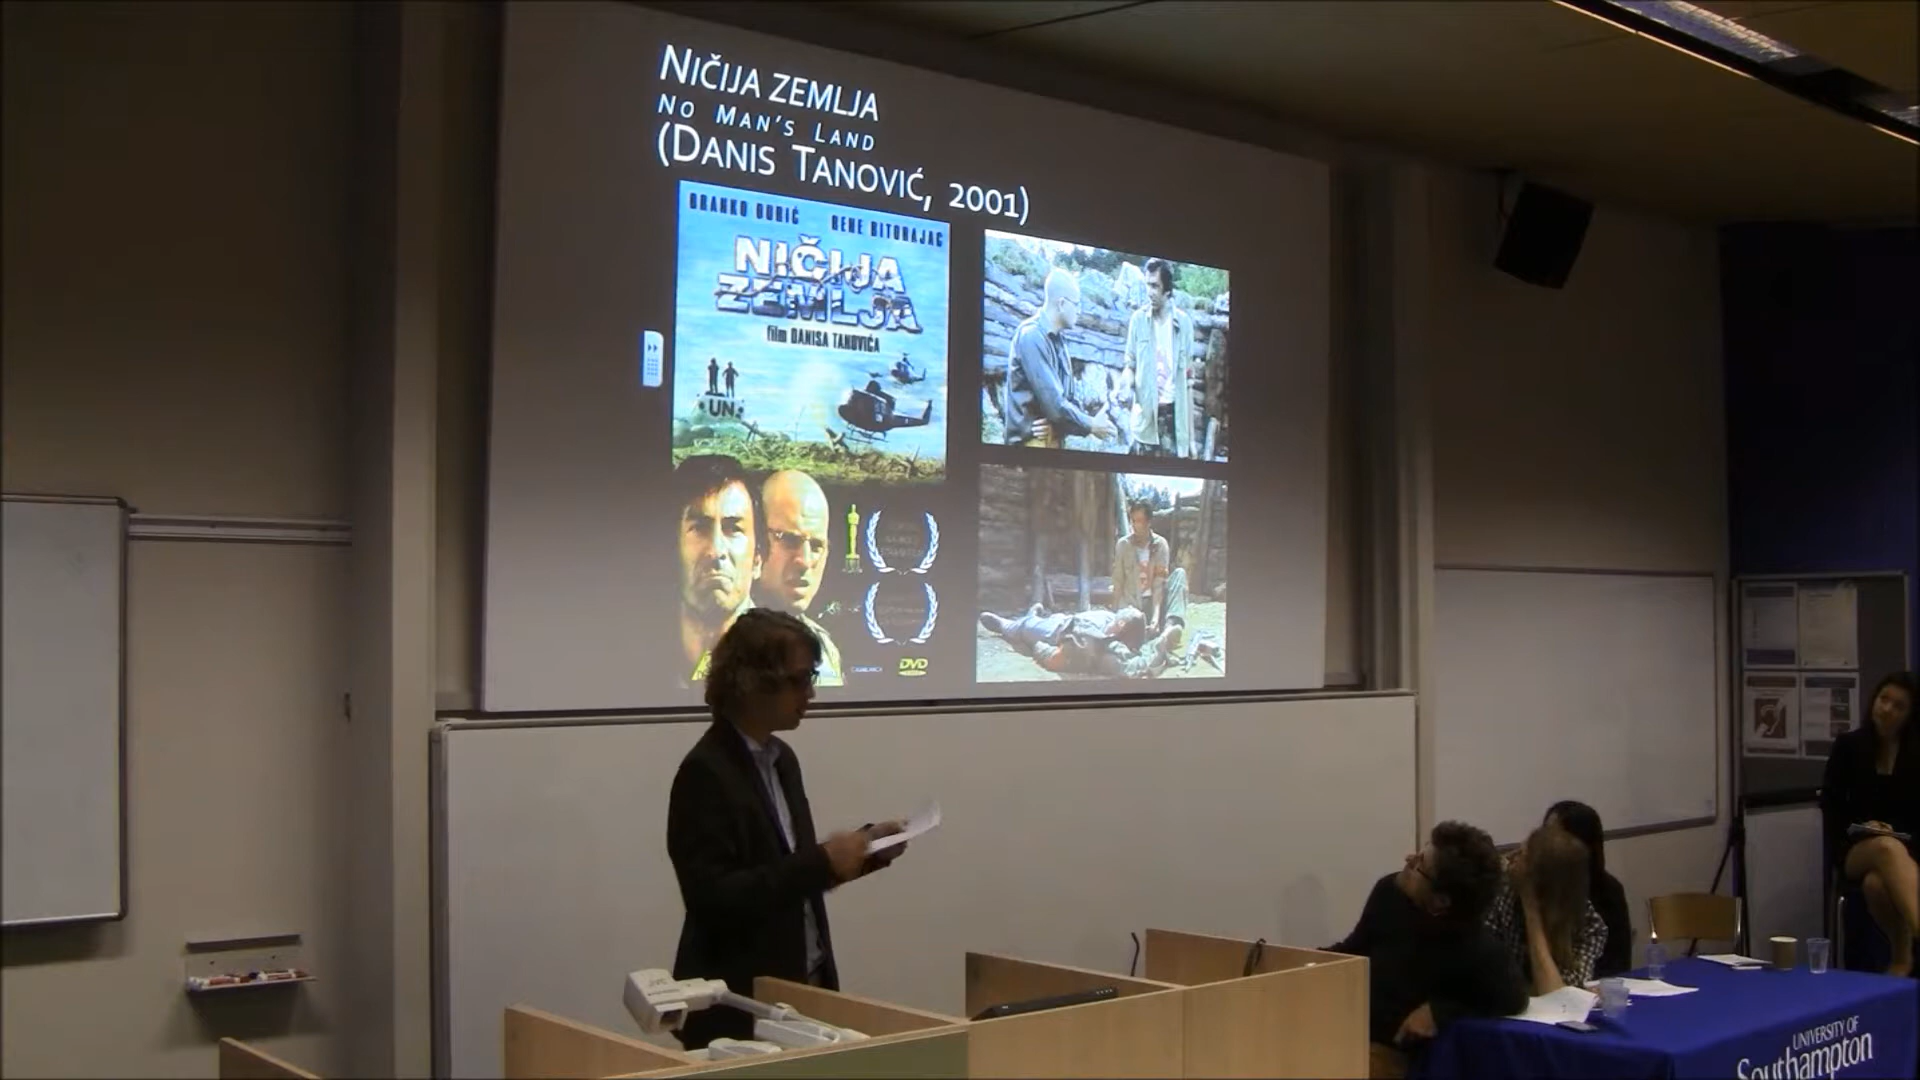 NIČIJA ZEMLJA
NO MAN'S LAND
(DANIS TANOVIĆ, 2001)
BRANKO ĐURIĆ
RENE BITORAJAC
NIČIJA
ZEMLJA
film DANISA TANOVIĆA
UN
DVD
JVC
UNIVERSITY OF
Southampton